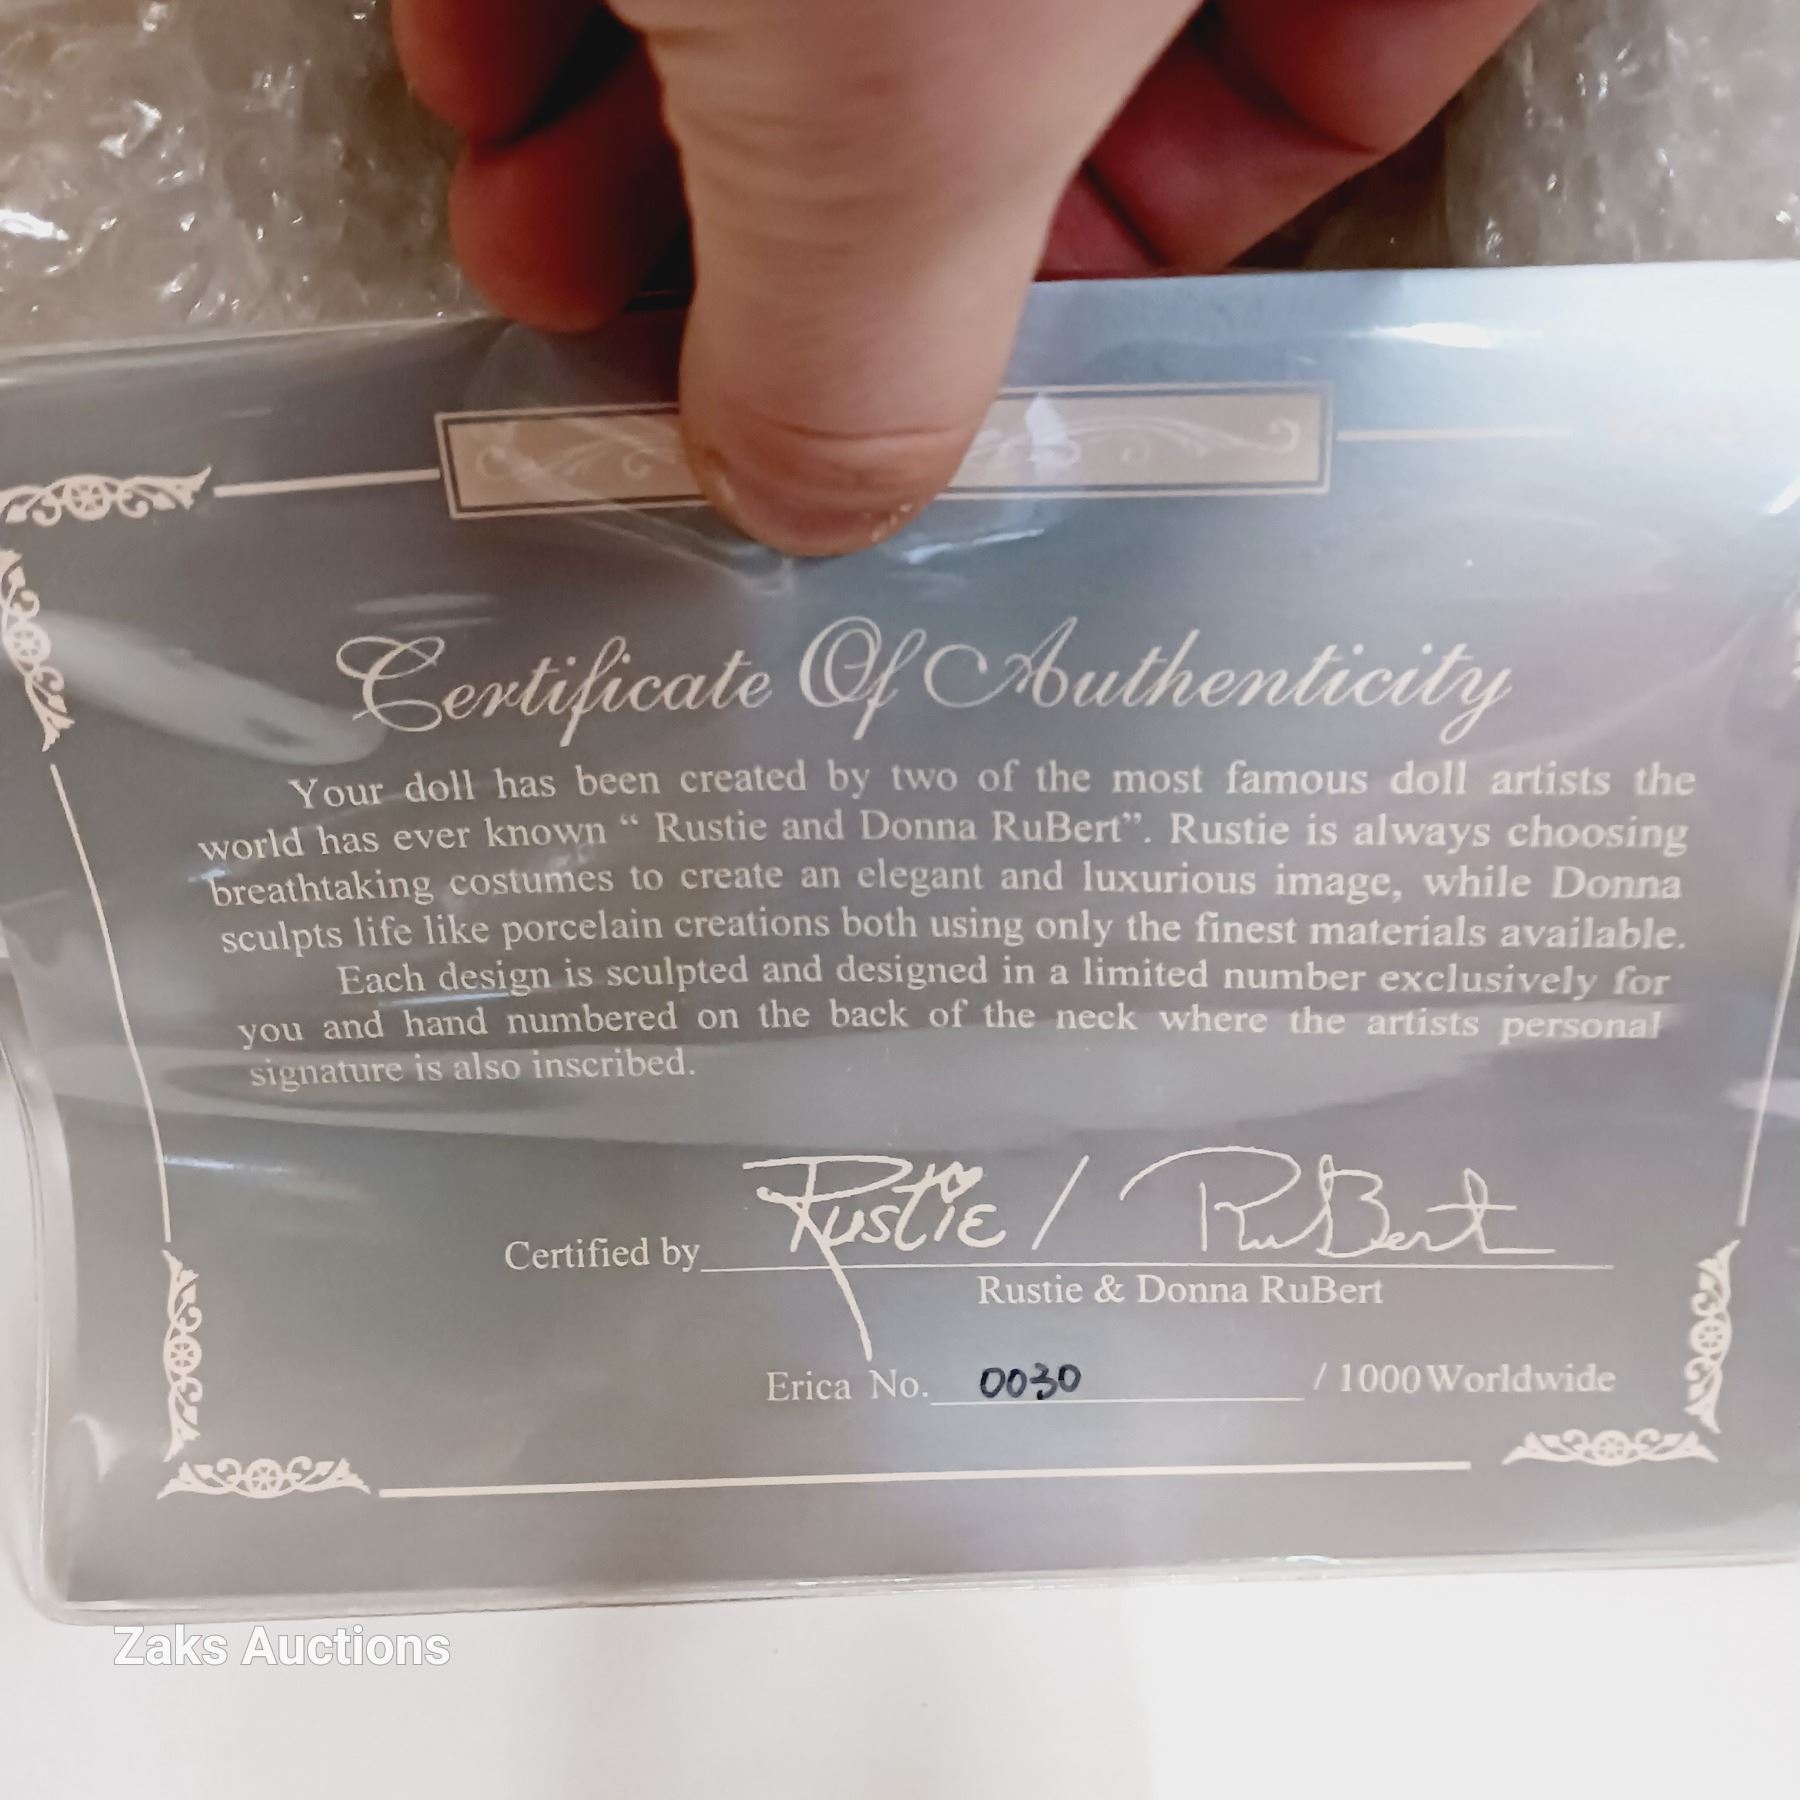 Certificate Of Authenticity
Your doll has been created by two of the most famous doll artists the
world has ever known “ Rustie and Donna RuBert”. Rustie is always choosing
breathtaking costumes to create an elegant and luxurious image, while Donna
sculpts life like porcelain creations both using only the finest materials available.
Each design is sculpted and designed in a limited number exclusively for
you and hand numbered on the back of the neck where the artists personal
signature is also inscribed.
Certified by Rustie / RuBert
Rustie & Donna RuBert
Erica No. 0030 / 1000 Worldwide
Zaks Auctions